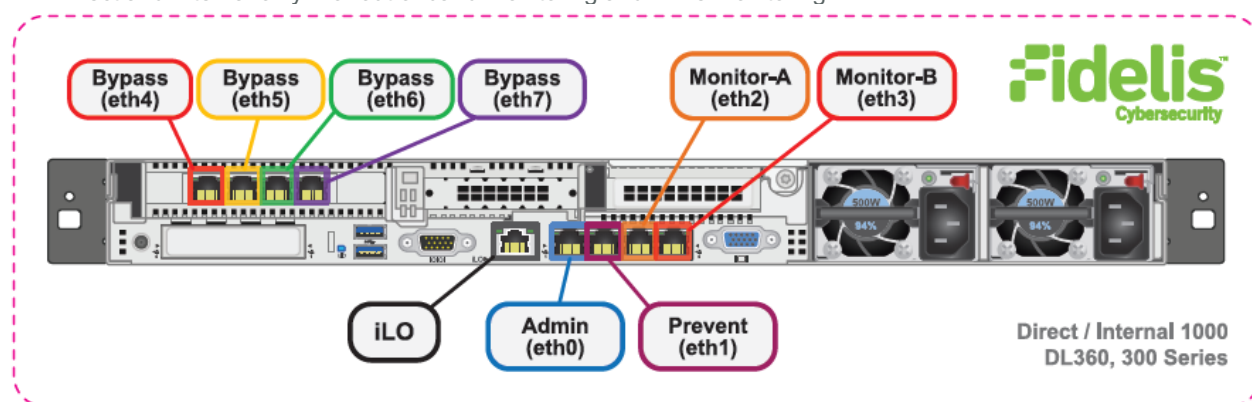 Bypass
(eth4)
Bypass
(eth5)
Bypass
(eth6)
Bypass
(eth7)
Monitor-A
(eth2)
Monitor-B
(eth3)
Fidelis
Cybersecurity
500W
94%
500W
94%
iLO
iLO
Admin
(eth0)
Prevent
(eth1)
Direct / Internal 1000
DL360, 300 Series